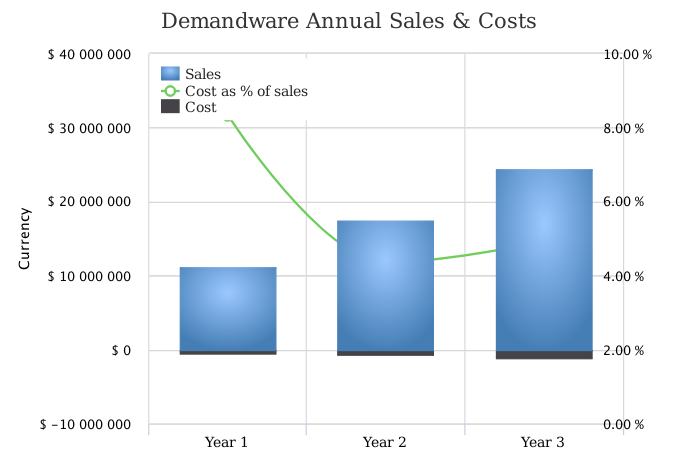 Demandware Annual Sales & Costs
Sales
Cost as % of sales
Cost
Currency
$ 40 000 000
$ 30 000 000
$ 20 000 000
$ 10 000 000
$ 0
$ −10 000 000
10.00 %
8.00 %
6.00 %
4.00 %
2.00 %
0.00 %
Year 1
Year 2
Year 3